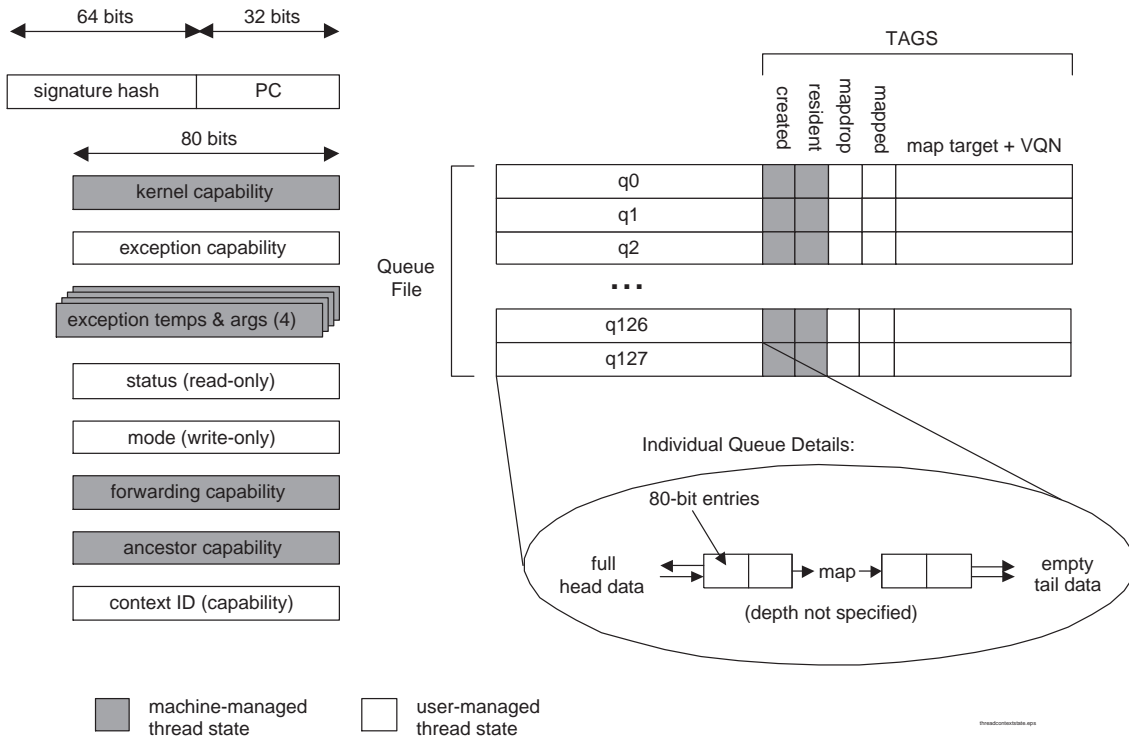 64 bits
32 bits
signature hash
PC
80 bits
kernel capability
exception capability
exception temps & args (4)
status (read-only)
mode (write-only)
forwarding capability
ancestor capability
context ID (capability)
TAGS
created
resident
mapdrop
mapped
map target + VQN
Queue
File
q0
q1
q2
...
q126
q127
Individual Queue Details:
80-bit entries
full
head data
map
empty
tail data
(depth not specified)
machine-managed
thread state
user-managed
thread state
threadcontextstate.eps